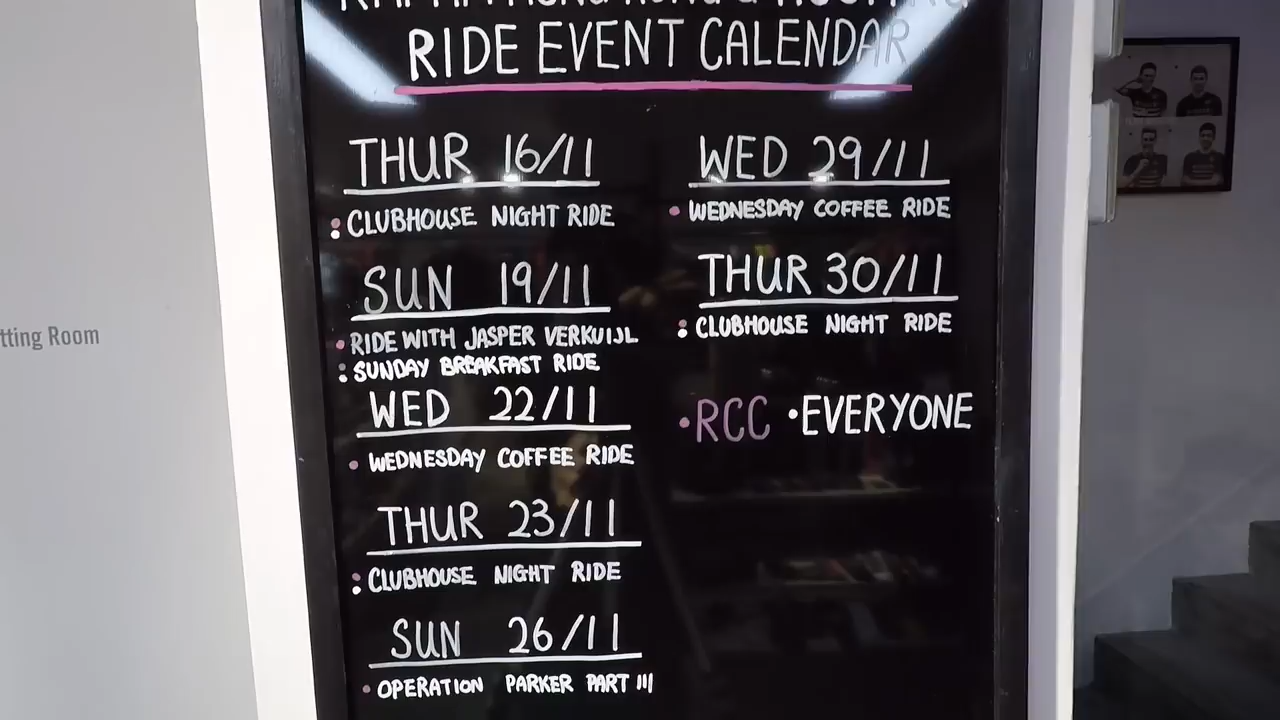 RIDE EVENT CALENDAR
THUR 16/11
CLUBHOUSE NIGHT RIDE
SUN 19/11
RIDE WITH JASPER VERKUIJL
SUNDAY BREAKFAST RIDE
WED 22/11
WEDNESDAY COFFEE RIDE
THUR 23/11
CLUBHOUSE NIGHT RIDE
SUN 26/11
OPERATION PARKER PART III
WED 29/11
WEDNESDAY COFFEE RIDE
THUR 30/11
CLUBHOUSE NIGHT RIDE
•RCC •EVERYONE
tting Room